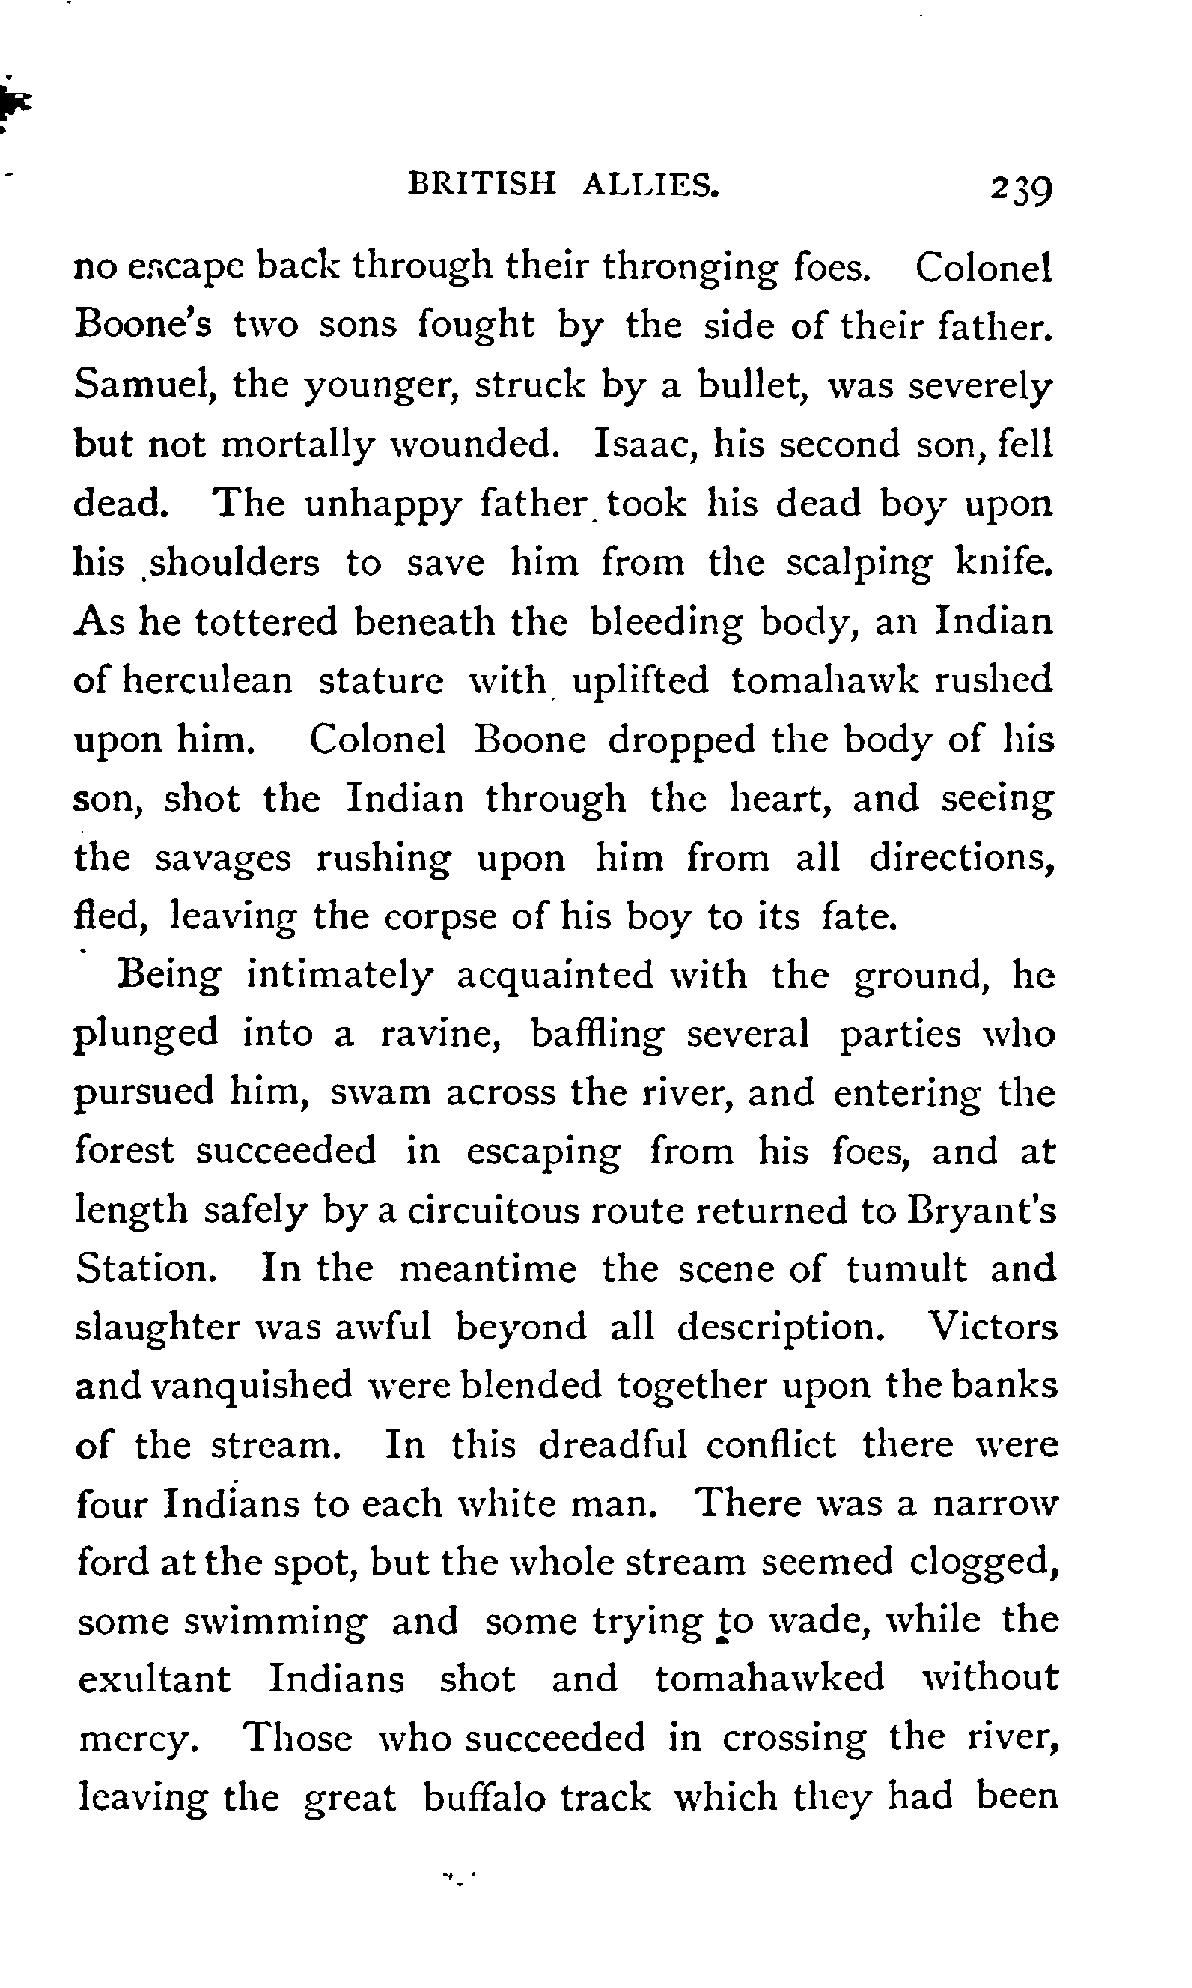 BRITISH ALLIES. 239
no escape back through their thronging foes. Colonel
Boone's two sons fought by the side of their father.
Samuel, the younger, struck by a bullet, was severely
but not mortally wounded. Isaac, his second son, fell
dead. The unhappy father took his dead boy upon
his shoulders to save him from the scalping knife.
As he tottered beneath the bleeding body, an Indian
of herculean stature with uplifted tomahawk rushed
upon him. Colonel Boone dropped the body of his
son, shot the Indian through the heart, and seeing
the savages rushing upon him from all directions,
fled, leaving the corpse of his boy to its fate.
Being intimately acquainted with the ground, he
plunged into a ravine, baffling several parties who
pursued him, swam across the river, and entering the
forest succeeded in escaping from his foes, and at
length safely by a circuitous route returned to Bryant's
Station. In the meantime the scene of tumult and
slaughter was awful beyond all description. Victors
and vanquished were blended together upon the banks
of the stream. In this dreadful conflict there were
four Indians to each white man. There was a narrow
ford at the spot, but the whole stream seemed clogged,
some swimming and some trying to wade, while the
exultant Indians shot and tomahawked without
mercy. Those who succeeded in crossing the river,
leaving the great buffalo track which they had been